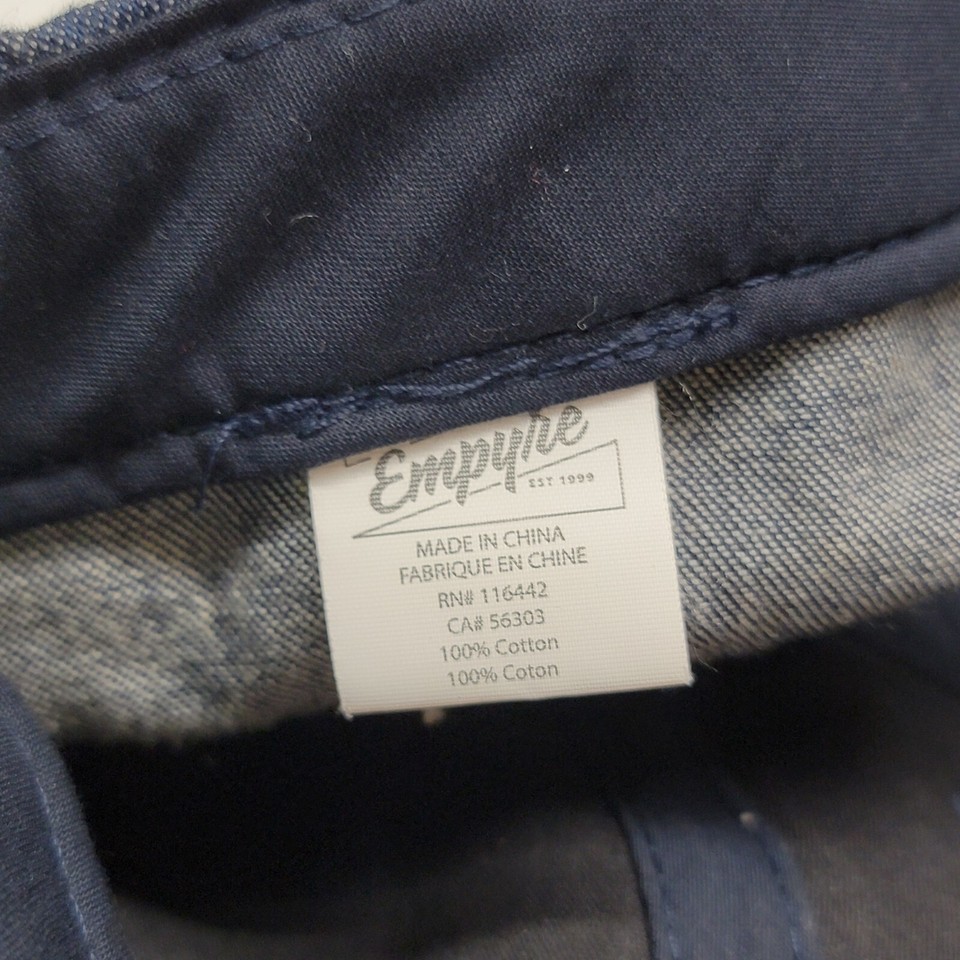 Empyre
EST 1999
MADE IN CHINA
FABRIQUE EN CHINE
RN# 116442
CA# 56303
100% Cotton
100% Coton